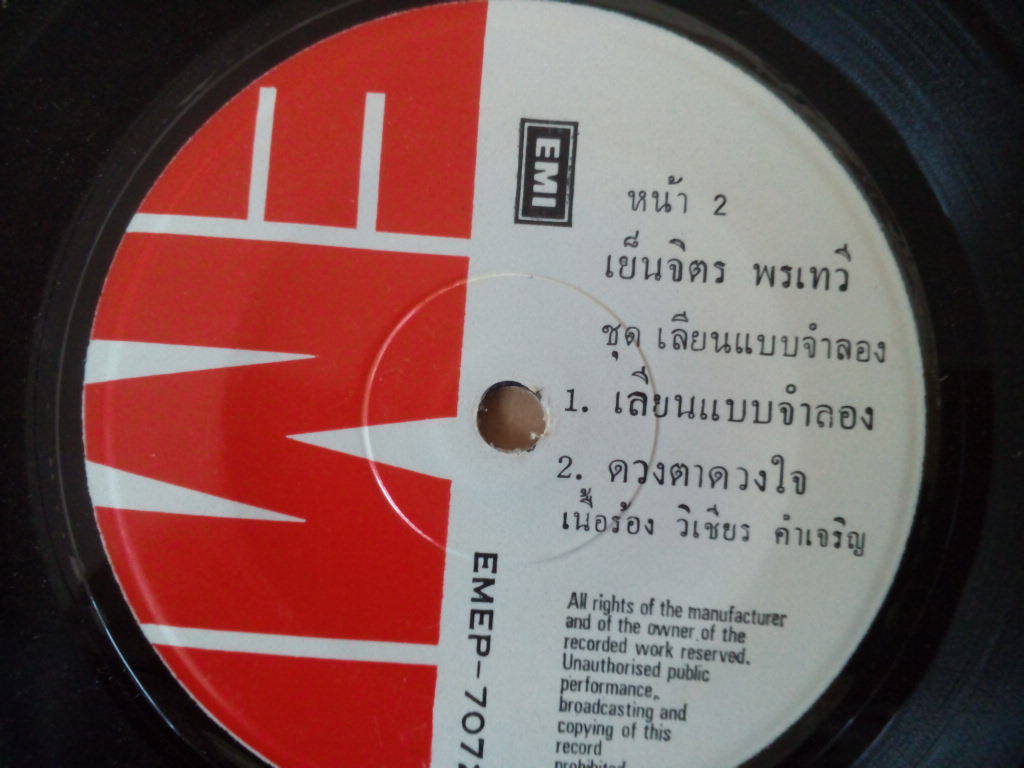 EMI
EMI
หน้า 2
เย็นจิตร พรเทวี
ชุด เลียนแบบจำลอง
1. เลียนแบบจำลอง
2. ดวงตาดวงใจ
เนื้อร้อง วิเชียร คำเจริญ
All rights of the manufacturer
and of the owner of the
recorded work reserved.
Unauthorised public
performance,
broadcasting and
copying of this
record
prohibited